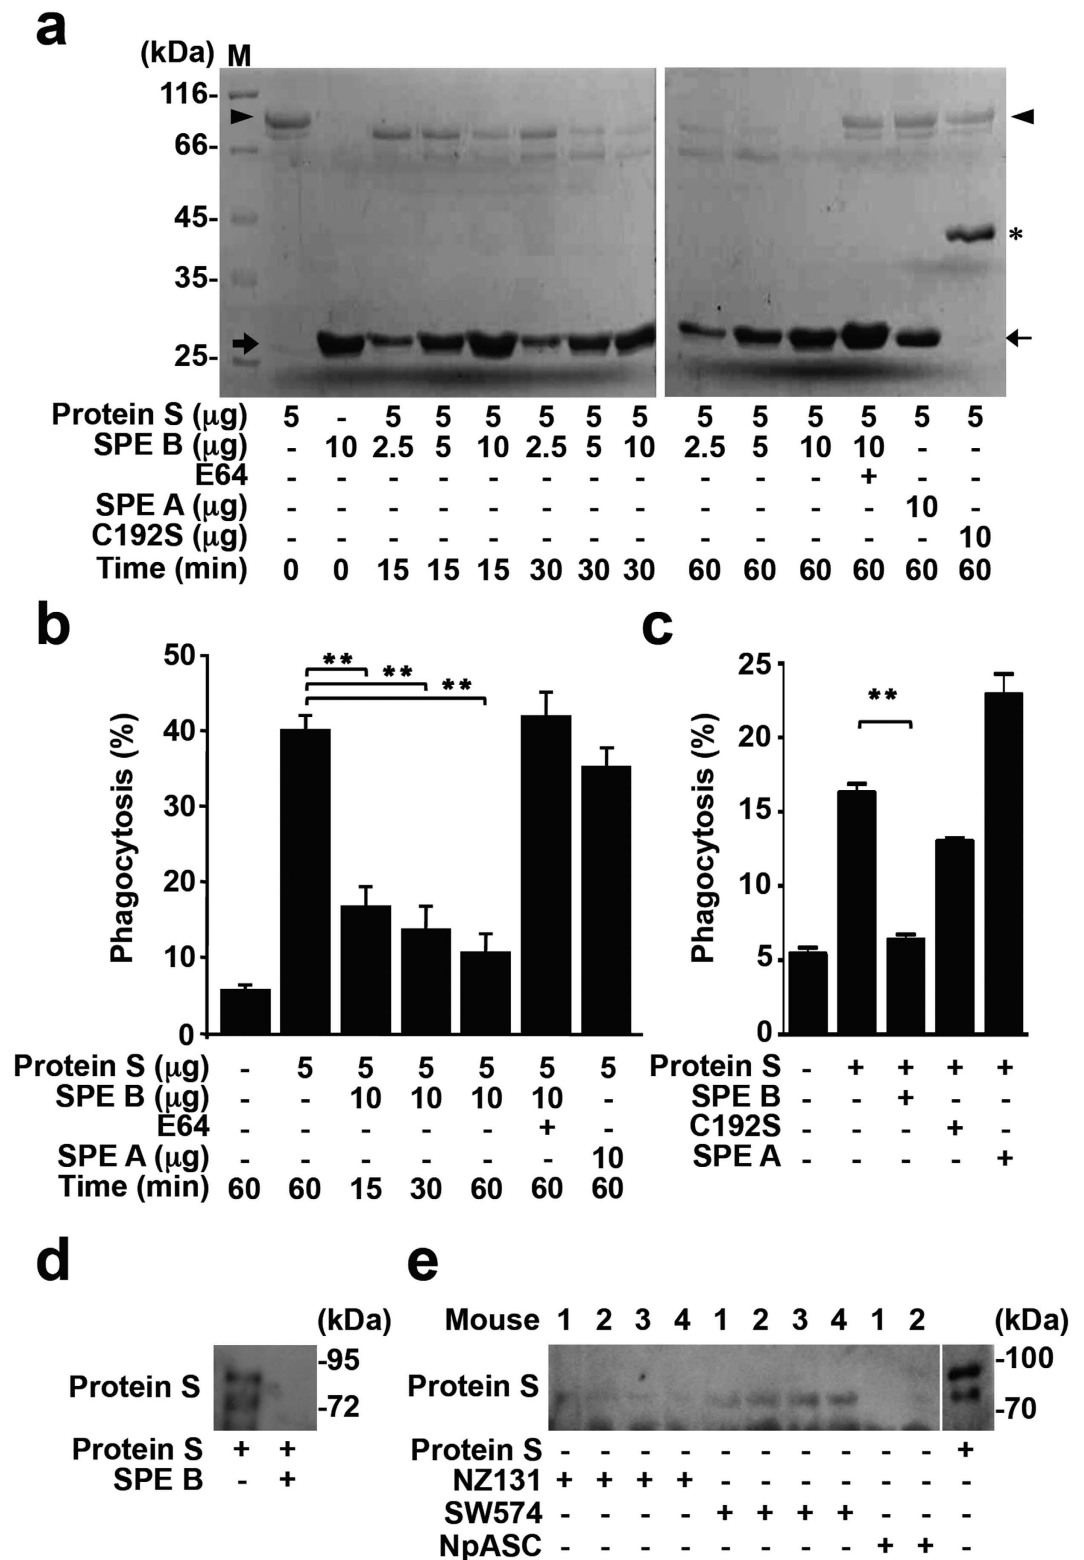 a
(kDa) M
116-
66-
45-
*
35-
25-
Protein S (μg) 5 - 5 5 5 5 5 5 5 5 5 5 5 5
SPE B (μg) - 10 2.5 5 10 2.5 5 10 2.5 5 10 10 - -
E64 - - - - - - - - - - - + - -
SPE A (μg) - - - - - - - - - - - - 10 -
C192S (μg) - - - - - - - - - - - - - 10
Time (min) 0 0 15 15 15 30 30 30 60 60 60 60 60 60
b
Phagocytosis (%)
50
40
30
20
10
0
** ** **
Protein S (μg) - 5 5 5 5 5 5
SPE B (μg) - - 10 10 10 10 -
E64 - - - - - + -
SPE A (μg) - - - - - - 10
Time (min) 60 60 15 30 60 60 60
c
Phagocytosis (%)
25
20
15
10
5
0
**
Protein S - + + + +
SPE B - - + - -
C192S - - - + -
SPE A - - - - +
d
(kDa)
-95
Protein S
-72
Protein S + +
SPE B - +
e
Mouse 1 2 3 4 1 2 3 4 1 2 (kDa)
-100
Protein S
-70
Protein S - - - - - - - - - - +
NZ131 + + + + - - - - - - -
SW574 - - - - + + + + - - -
NpASC - - - - - - - - + + -